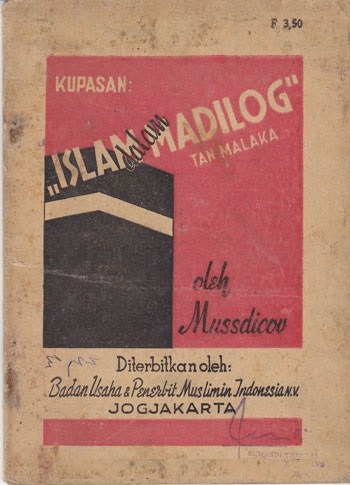 F 3,50
KUPASAN:
„ISLAM dalam MADILOG"
TAN MALAKA
oleh
Mussdicov
Diterbitkan oleh:
Badan Usaha & Penerbit Muslimin Indonesia N.V.
JOGJAKARTA